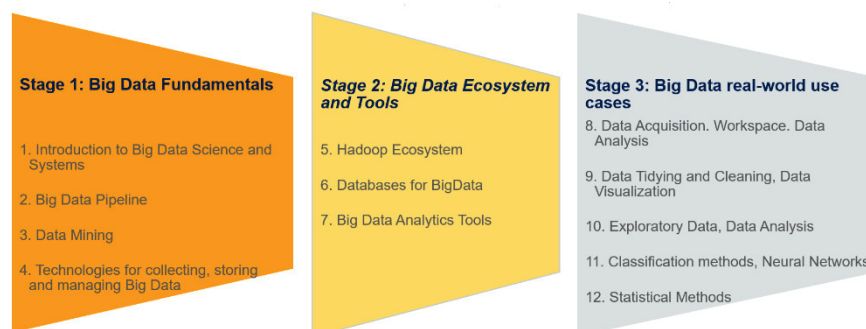 Stage 1: Big Data Fundamentals
1. Introduction to Big Data Science and
Systems
2. Big Data Pipeline
3. Data Mining
4. Technologies for collecting, storing
and managing Big Data
Stage 2: Big Data Ecosystem
and Tools
5. Hadoop Ecosystem
6. Databases for BigData
7. Big Data Analytics Tools
Stage 3: Big Data real-world use
cases
8. Data Acquisition. Workspace. Data
Analysis
9. Data Tidying and Cleaning, Data
Visualization
10. Exploratory Data, Data Analysis
11. Classification methods, Neural Networks
12. Statistical Methods